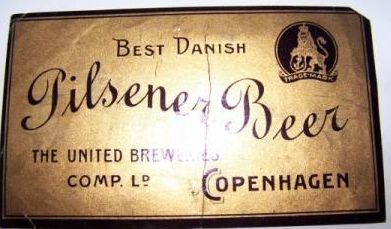 BEST DANISH
TRADE-MARK
Pilsener Beer
THE UNITED BREWERIES
COMP. LD COPENHAGEN